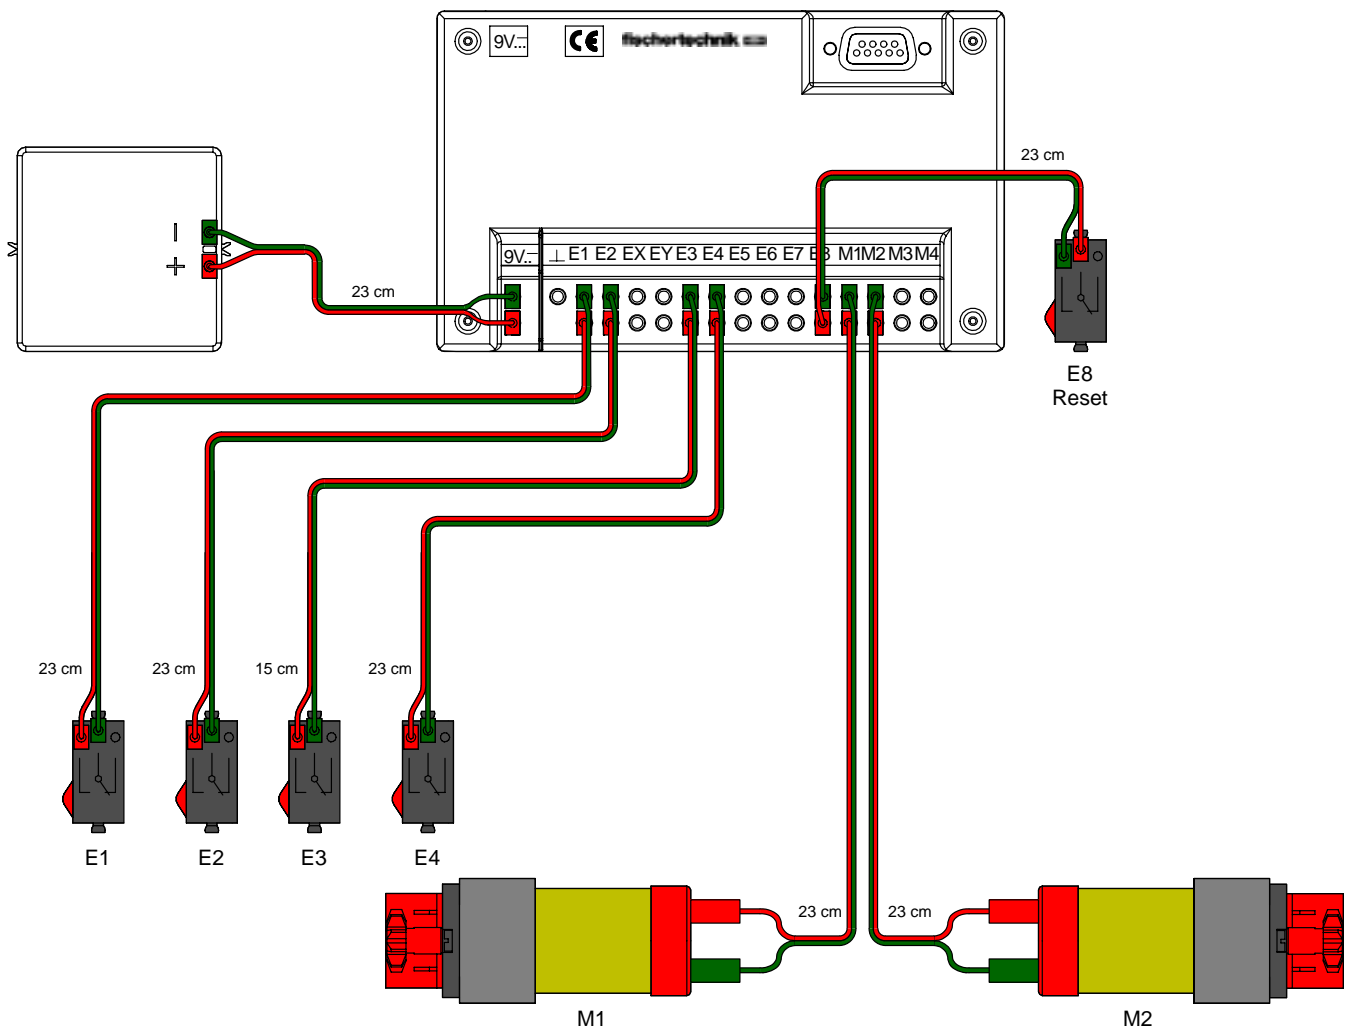 9V
CE
fischertechnik
23 cm
− 
+
23 cm
9V ⊥ E1 E2 EX EY E3 E4 E5 E6 E7 E8 M1 M2 M3 M4
E8
Reset
23 cm
23 cm
15 cm
23 cm
E1
E2
E3
E4
23 cm
23 cm
M1
M2